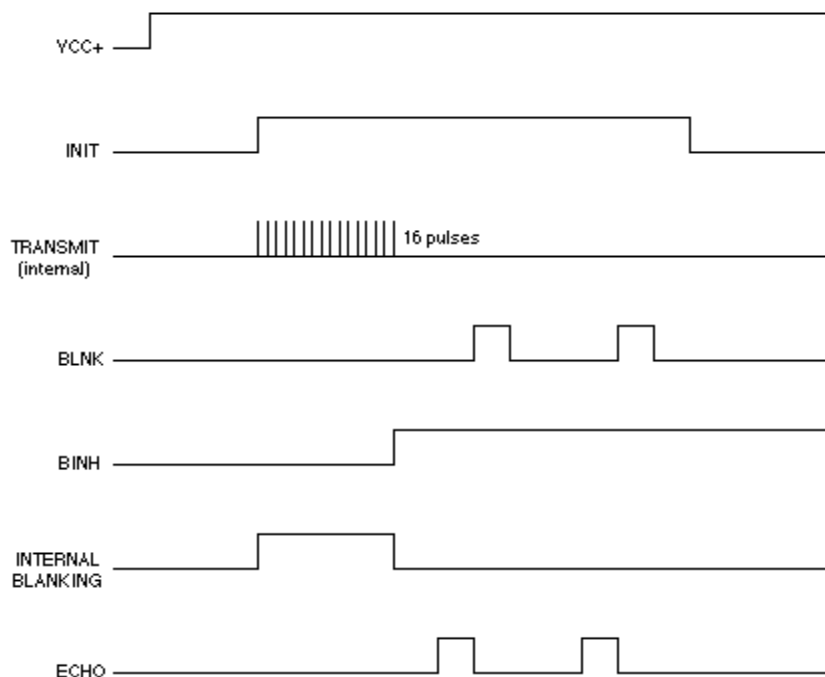 VCC+
INIT
TRANSMIT
(internal)
16 pulses
BLNK
BINH
INTERNAL
BLANKING
ECHO